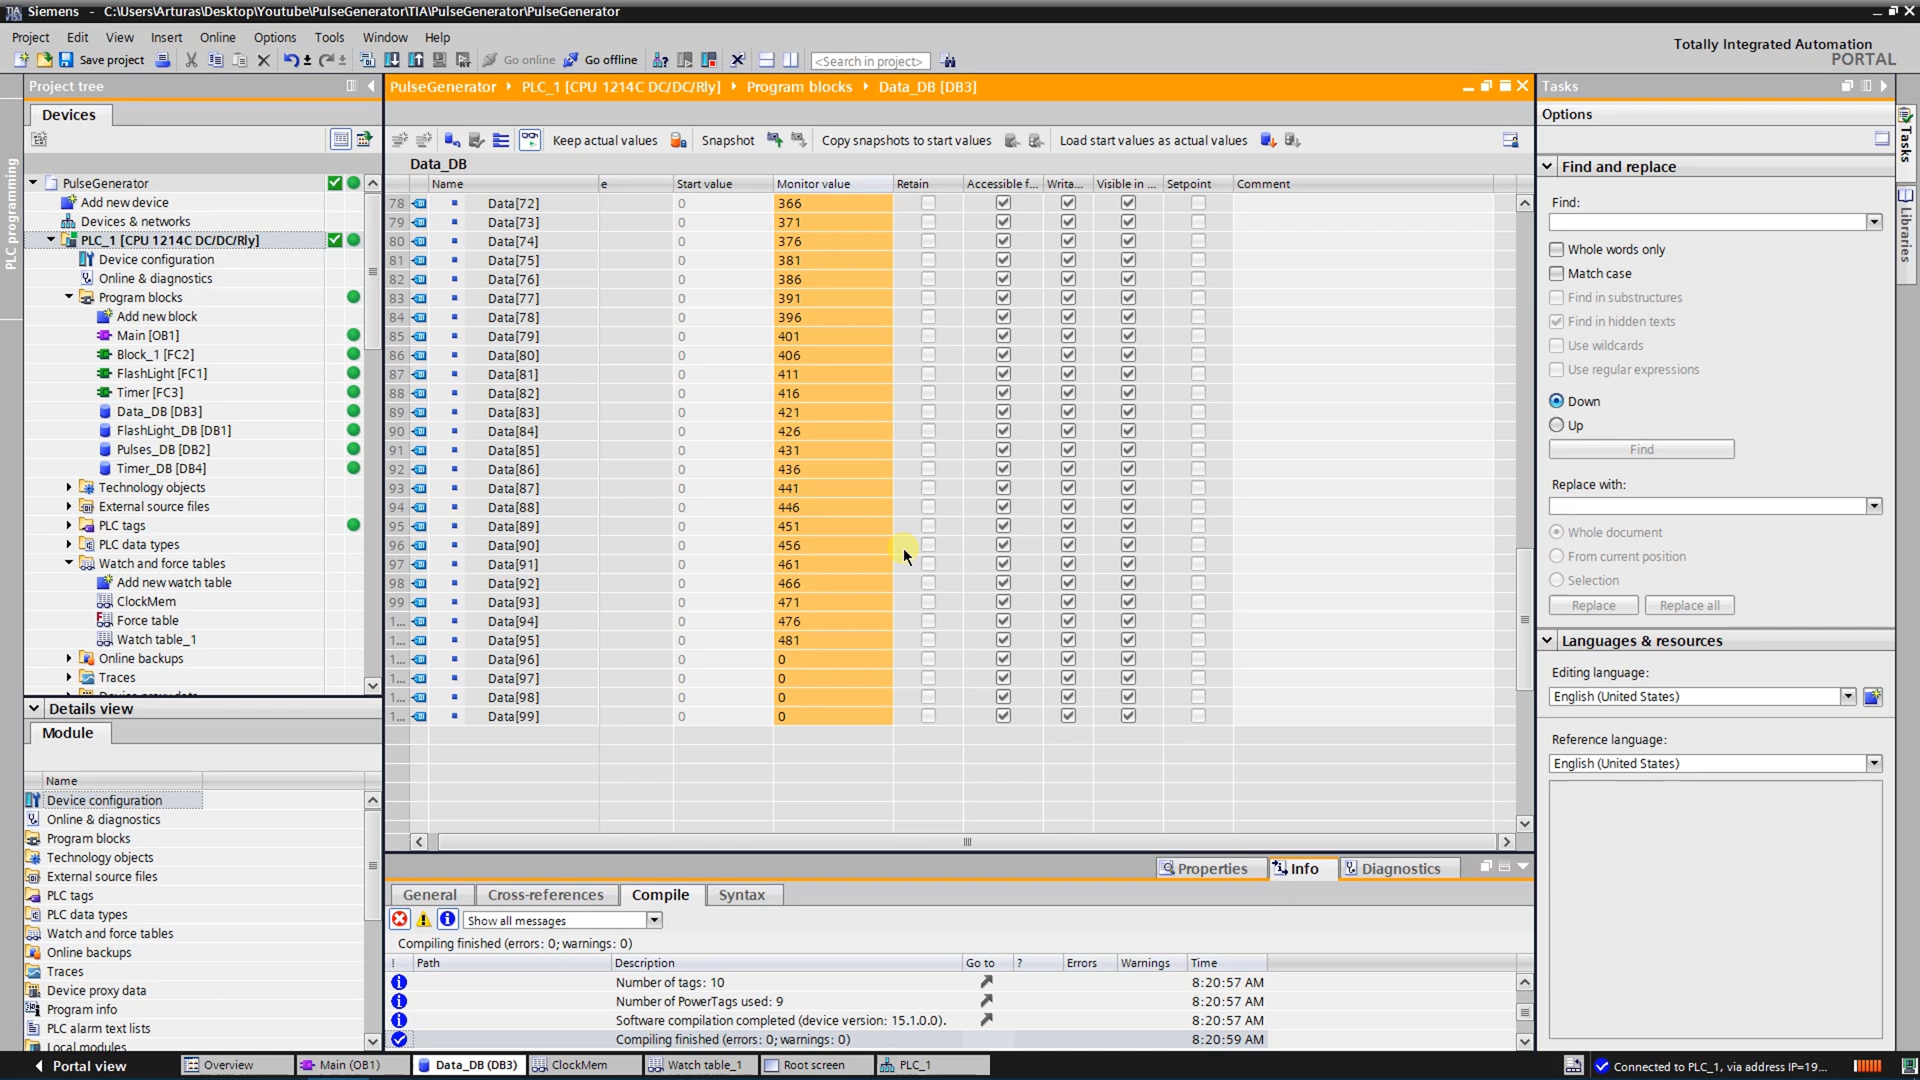 Siemens - C:\Users\Arturas\Desktop\Youtube\PulseGenerator\TIA\PulseGenerator\PulseGenerator
Project Edit View Insert Online Options Tools Window Help
Totally Integrated Automation
PORTAL
Save project
Go online
Go offline
<Search in project>
Project tree
PulseGenerator
PLC_1 [CPU 1214C DC/DC/Rly]
Program blocks
Data_DB [DB3]
Tasks
Devices
Options
Keep actual values
Snapshot
Copy snapshots to start values
Load start values as actual values
Data_DB
PLC programming
Tasks
Libraries
PulseGenerator
Add new device
Devices & networks
PLC_1 [CPU 1214C DC/DC/Rly]
Device configuration
Online & diagnostics
Program blocks
Add new block
Main [OB1]
Block_1 [FC2]
FlashLight [FC1]
Timer [FC3]
Data_DB [DB3]
FlashLight_DB [DB1]
Pulses_DB [DB2]
Timer_DB [DB4]
Technology objects
External source files
PLC tags
PLC data types
Watch and force tables
Add new watch table
ClockMem
Force table
Watch table_1
Online backups
Traces
Details view
Module
Name
Device configuration
Online & diagnostics
Program blocks
Technology objects
External source files
PLC tags
PLC data types
Watch and force tables
Online backups
Traces
Device proxy data
Program info
PLC alarm text lists
Local modules
Name e Start value Monitor value Retain Accessible f... Writa... Visible in ... Setpoint Comment
78 Data[72] 0 366
79 Data[73] 0 371
80 Data[74] 0 376
81 Data[75] 0 381
82 Data[76] 0 386
83 Data[77] 0 391
84 Data[78] 0 396
85 Data[79] 0 401
86 Data[80] 0 406
87 Data[81] 0 411
88 Data[82] 0 416
89 Data[83] 0 421
90 Data[84] 0 426
91 Data[85] 0 431
92 Data[86] 0 436
93 Data[87] 0 441
94 Data[88] 0 446
95 Data[89] 0 451
96 Data[90] 0 456
97 Data[91] 0 461
98 Data[92] 0 466
99 Data[93] 0 471
1... Data[94] 0 476
1... Data[95] 0 481
1... Data[96] 0 0
1... Data[97] 0 0
1... Data[98] 0 0
1... Data[99] 0 0
Find and replace
Find:
Whole words only
Match case
Find in substructures
Find in hidden texts
Use wildcards
Use regular expressions
Down
Up
Find
Replace with:
Whole document
From current position
Selection
Replace
Replace all
Languages & resources
Editing language:
English (United States)
Reference language:
English (United States)
Properties Info Diagnostics
General Cross-references Compile Syntax
Show all messages
Compiling finished (errors: 0; warnings: 0)
! Path Description Go to ? Errors Warnings Time
Number of tags: 10 8:20:57 AM
Number of PowerTags used: 9 8:20:57 AM
Software compilation completed (device version: 15.1.0.0). 8:20:57 AM
Compiling finished (errors: 0; warnings: 0) 8:20:59 AM
Portal view
Overview
Main (OB1)
Data_DB (DB3)
ClockMem
Watch table_1
Root screen
PLC_1
Connected to PLC_1, via address IP=19...